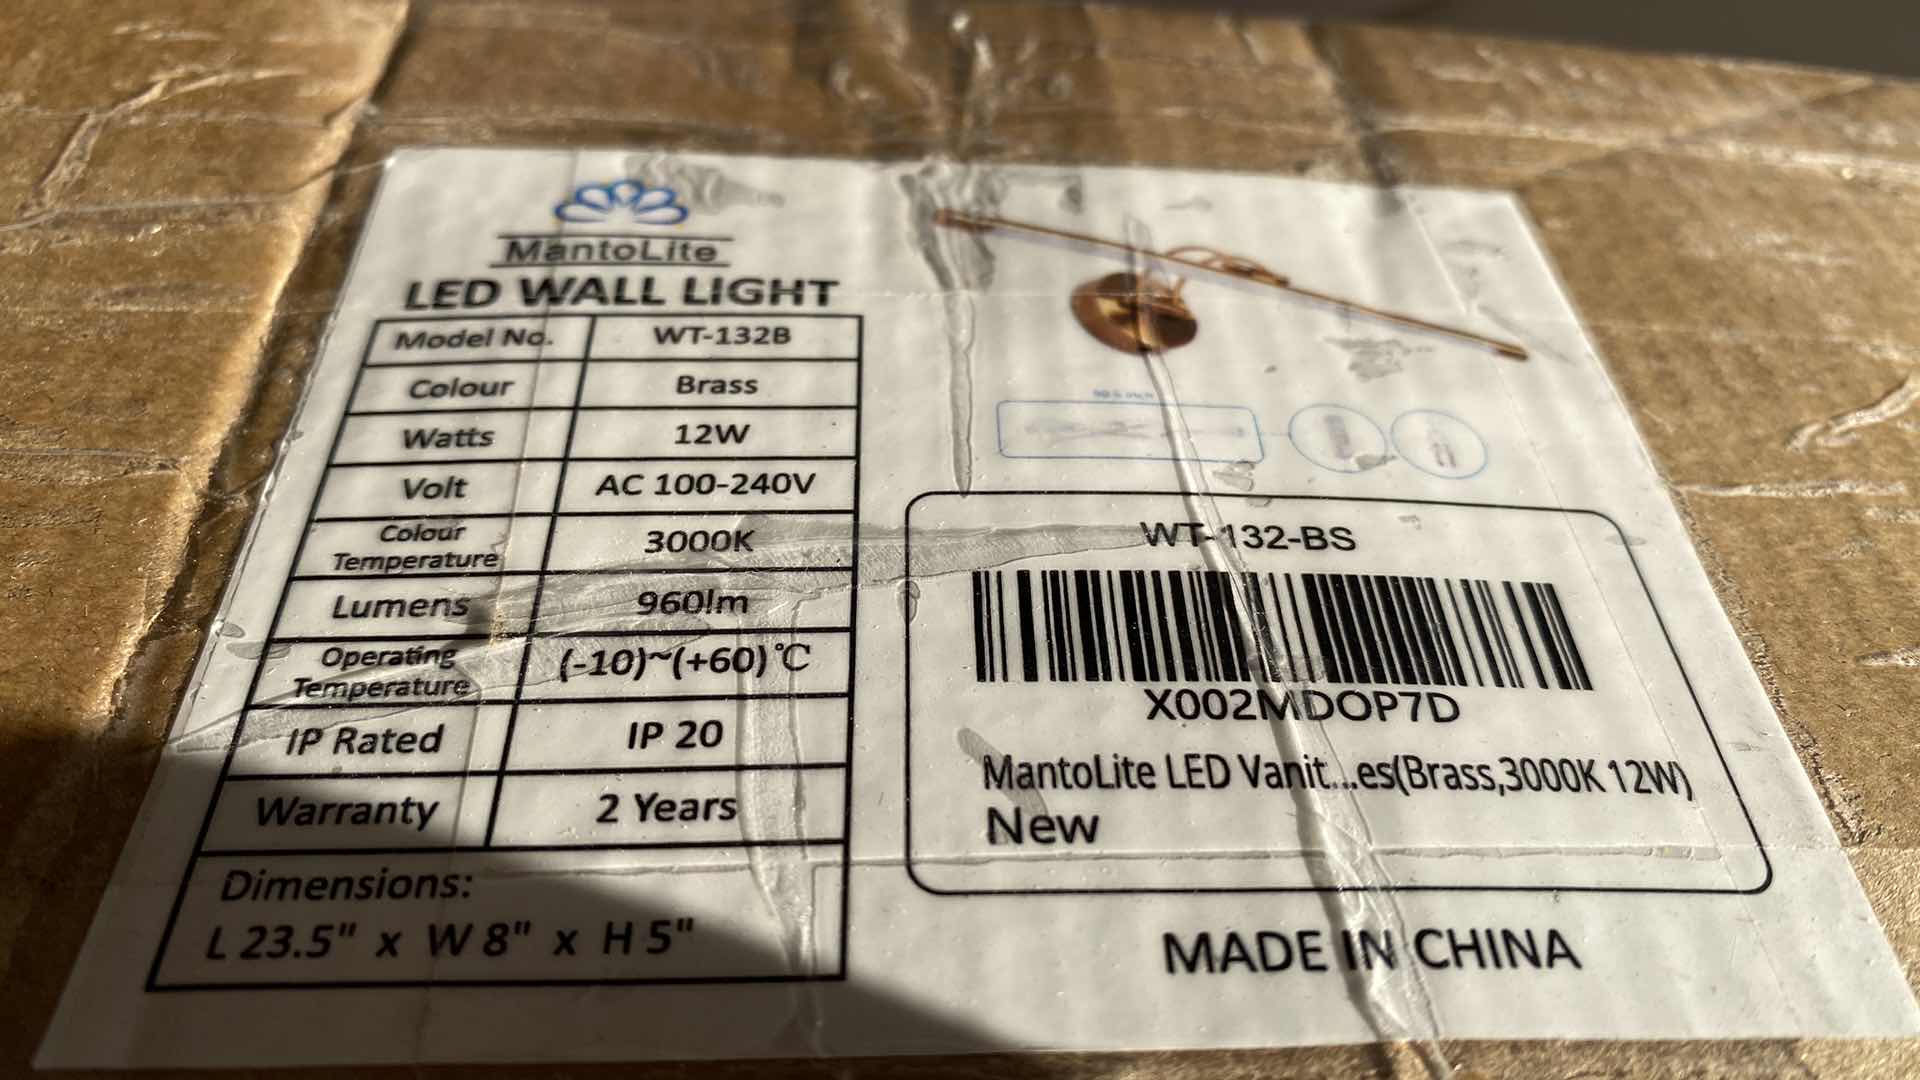 MantoLite
LED WALL LIGHT
Model No. WT-132B
Colour Brass
Watts 12W
Volt AC 100-240V
Colour Temperature 3000K
Lumens 960lm
Operating Temperature (-10)~(+60)℃
IP Rated IP 20
Warranty 2 Years
Dimensions:
L 23.5" x W 8" x H 5"
WT-132-BS
X002MDOP7D
MantoLite LED Vanit...es(Brass,3000K 12W)
New
MADE IN CHINA